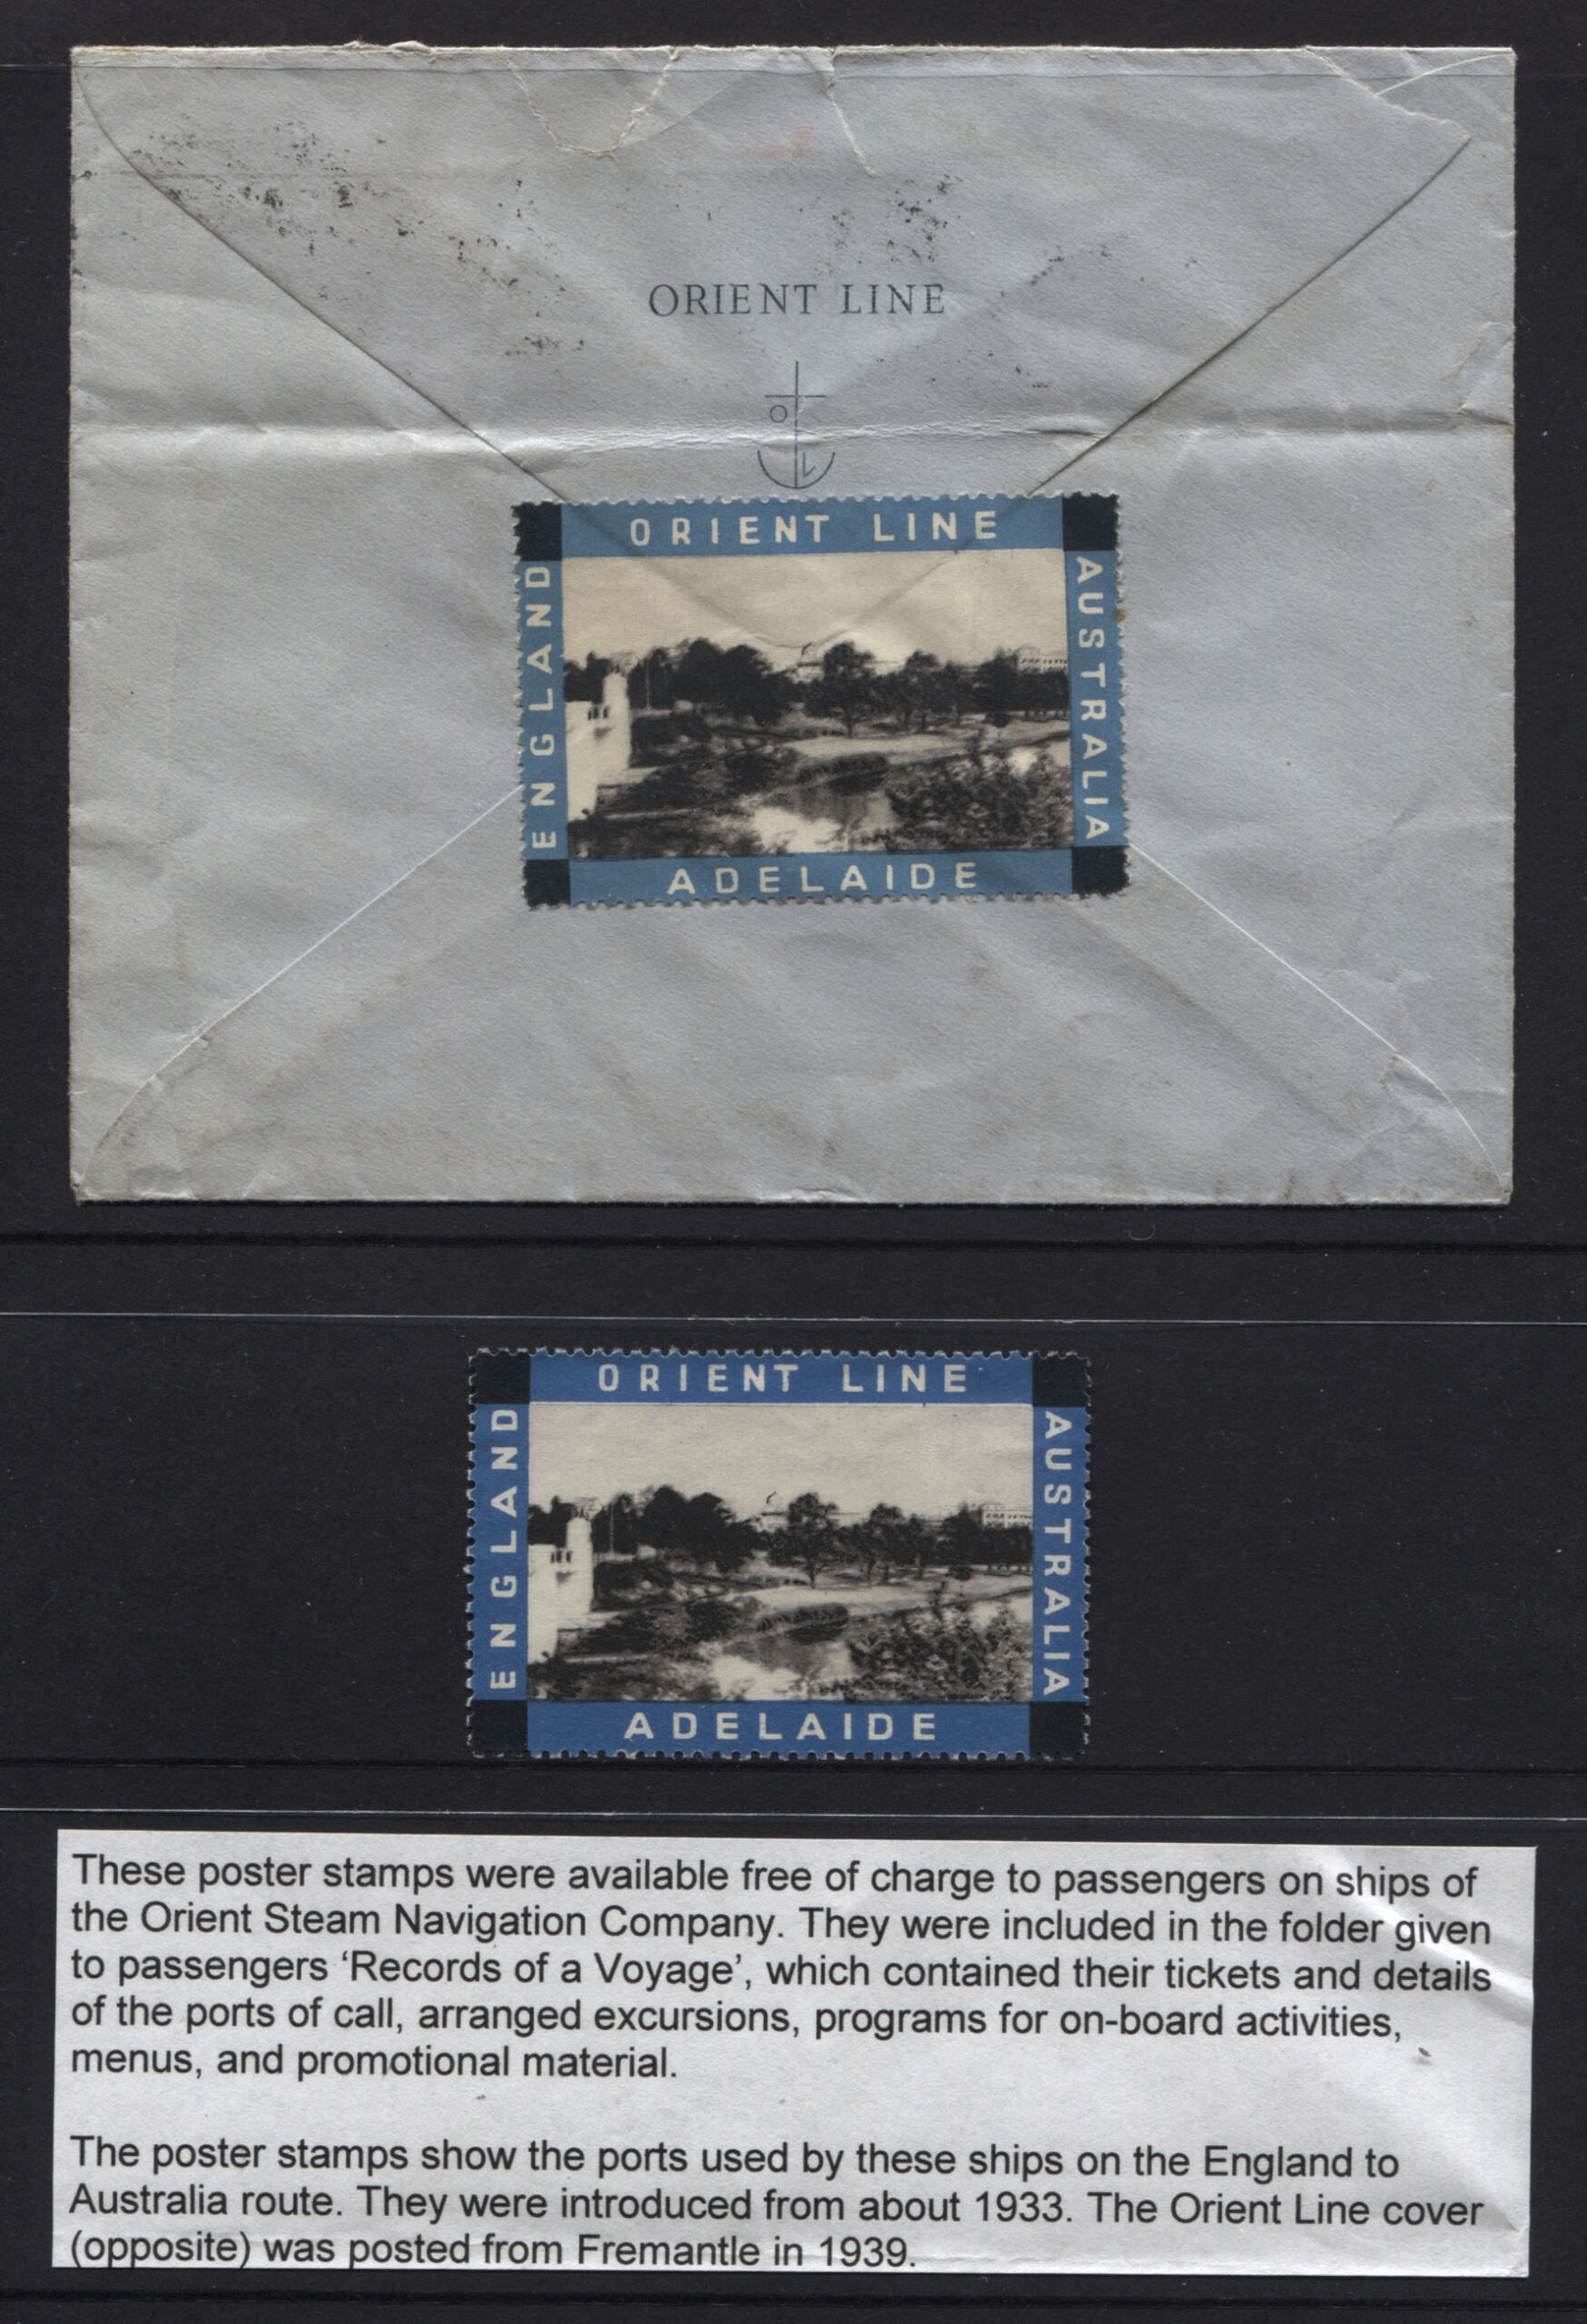 ORIENT LINE
O L
ORIENT LINE
ENGLAND
AUSTRALIA
ADELAIDE
ORIENT LINE
ENGLAND
AUSTRALIA
ADELAIDE
These poster stamps were available free of charge to passengers on ships of
the Orient Steam Navigation Company. They were included in the folder given
to passengers ‘Records of a Voyage’, which contained their tickets and details
of the ports of call, arranged excursions, programs for on-board activities,
menus, and promotional material.
The poster stamps show the ports used by these ships on the England to
Australia route. They were introduced from about 1933. The Orient Line cover
(opposite) was posted from Fremantle in 1939.